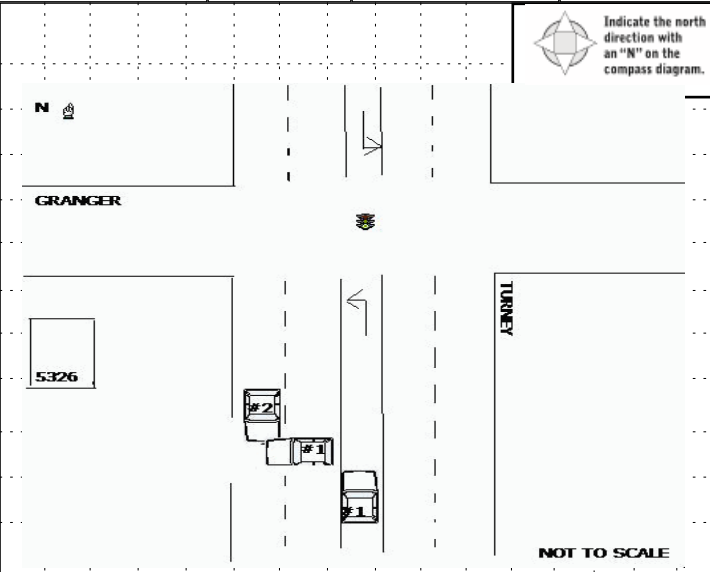 Indicate the north
direction with
an “N” on the
compass diagram.
N
GRANGER
TURNEY
5326
#2
#1
#1
NOT TO SCALE